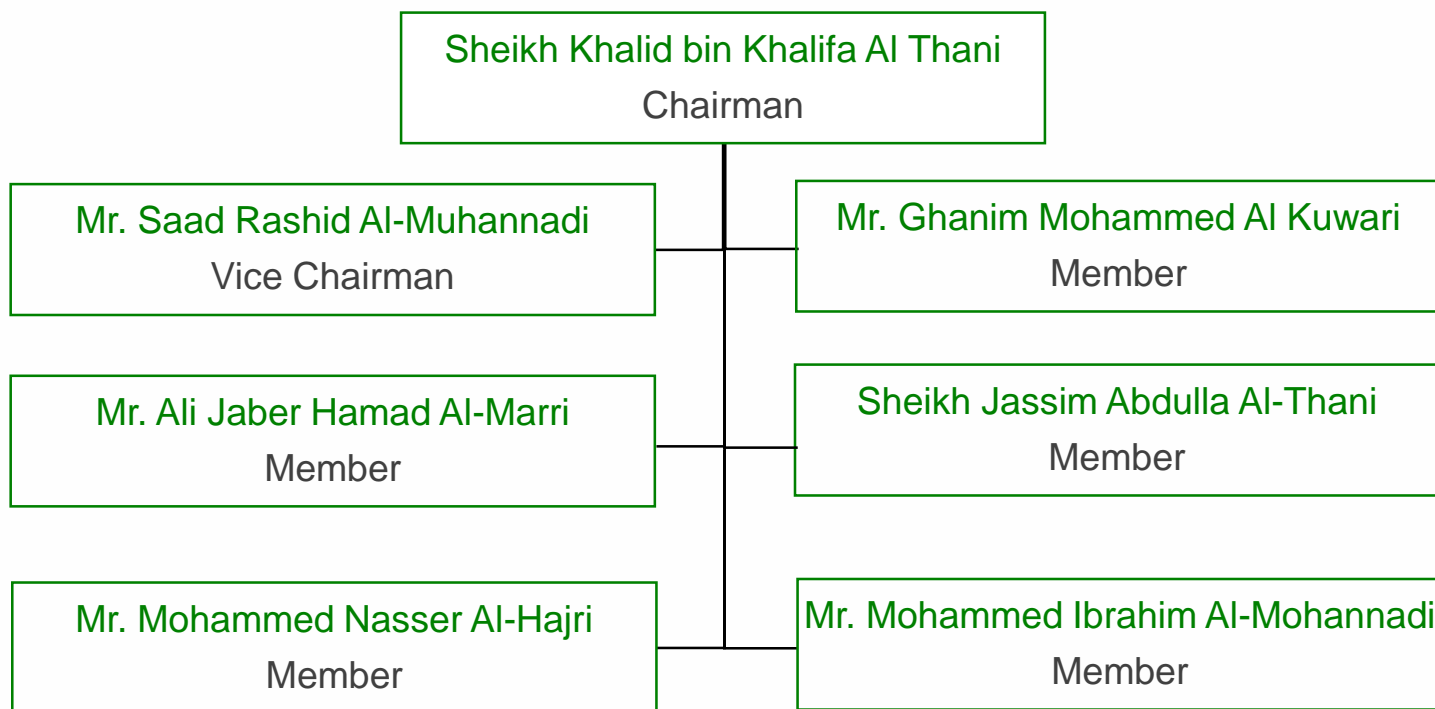 Sheikh Khalid bin Khalifa Al Thani
Chairman
Mr. Saad Rashid Al-Muhannadi
Vice Chairman
Mr. Ghanim Mohammed Al Kuwari
Member
Mr. Ali Jaber Hamad Al-Marri
Member
Sheikh Jassim Abdulla Al-Thani
Member
Mr. Mohammed Nasser Al-Hajri
Member
Mr. Mohammed Ibrahim Al-Mohannadi
Member